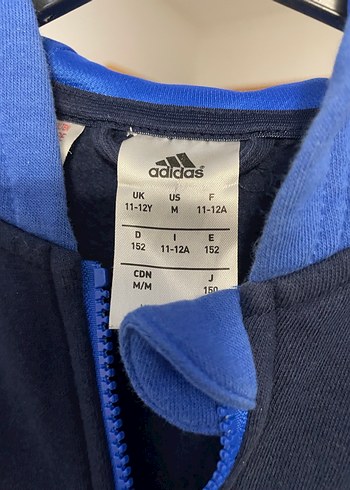 adidas
UK US F
11-12Y M 11-12A
D I E
152 11-12A 152
CDN J
M/M 150